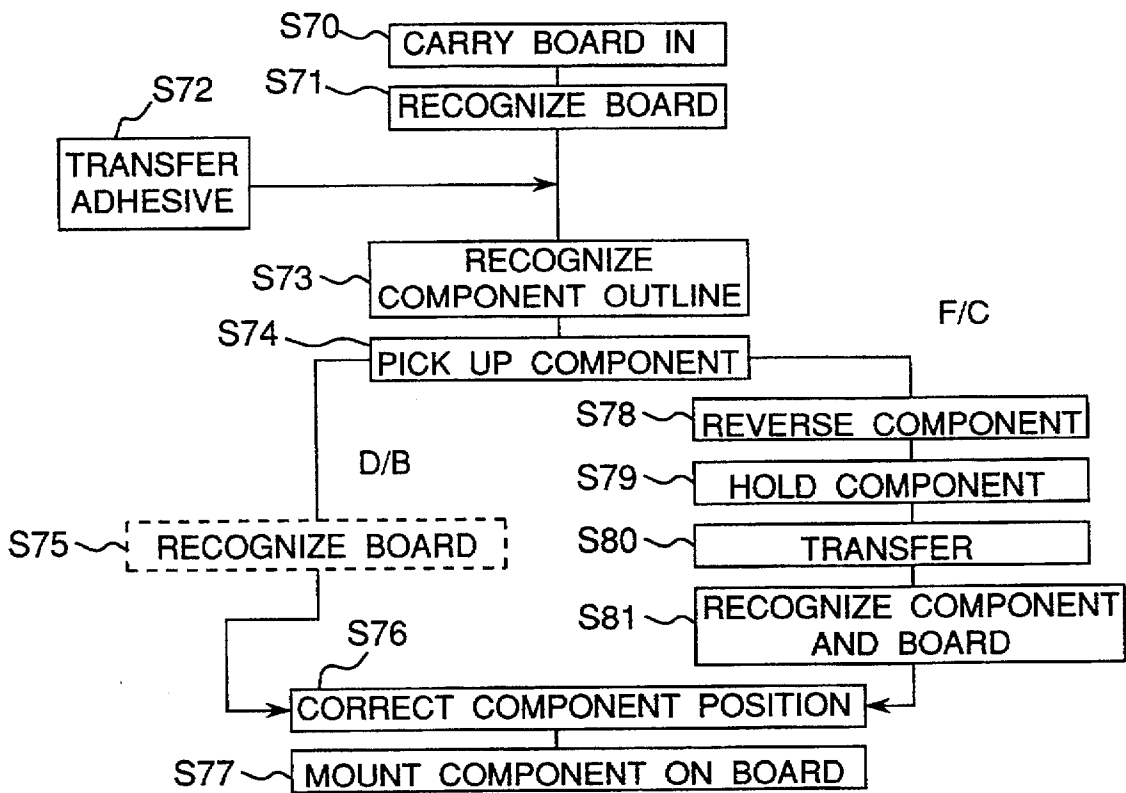 S70
CARRY BOARD IN
S71
RECOGNIZE BOARD
S72
TRANSFER
ADHESIVE
S73
RECOGNIZE
COMPONENT OUTLINE
S74
PICK UP COMPONENT
F/C
D/B
S75
RECOGNIZE BOARD
S78
REVERSE COMPONENT
S79
HOLD COMPONENT
S80
TRANSFER
S81
RECOGNIZE COMPONENT
AND BOARD
S76
CORRECT COMPONENT POSITION
S77
MOUNT COMPONENT ON BOARD